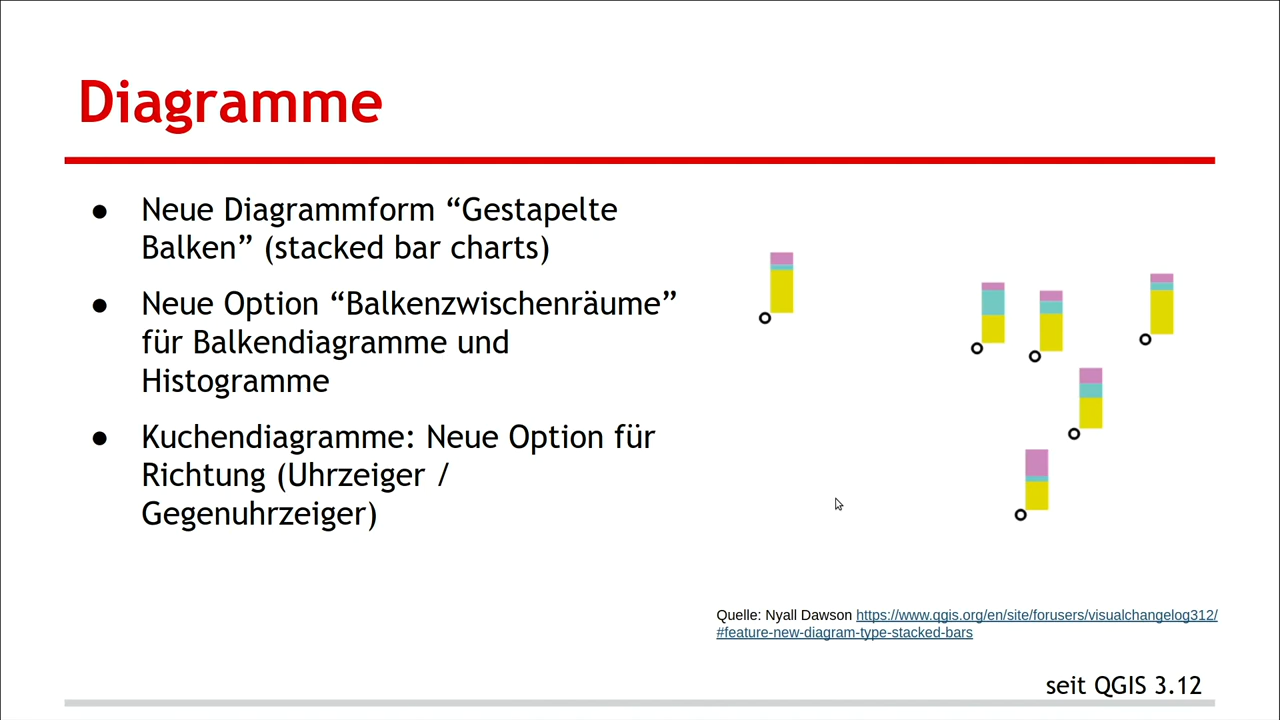 Diagramme
● Neue Diagrammform “Gestapelte
Balken” (stacked bar charts)
● Neue Option “Balkenzwischenräume”
für Balkendiagramme und
Histogramme
● Kuchendiagramme: Neue Option für
Richtung (Uhrzeiger /
Gegenuhrzeiger)
Quelle: Nyall Dawson https://www.qgis.org/en/site/forusers/visualchangelog312/
#feature-new-diagram-type-stacked-bars
seit QGIS 3.12